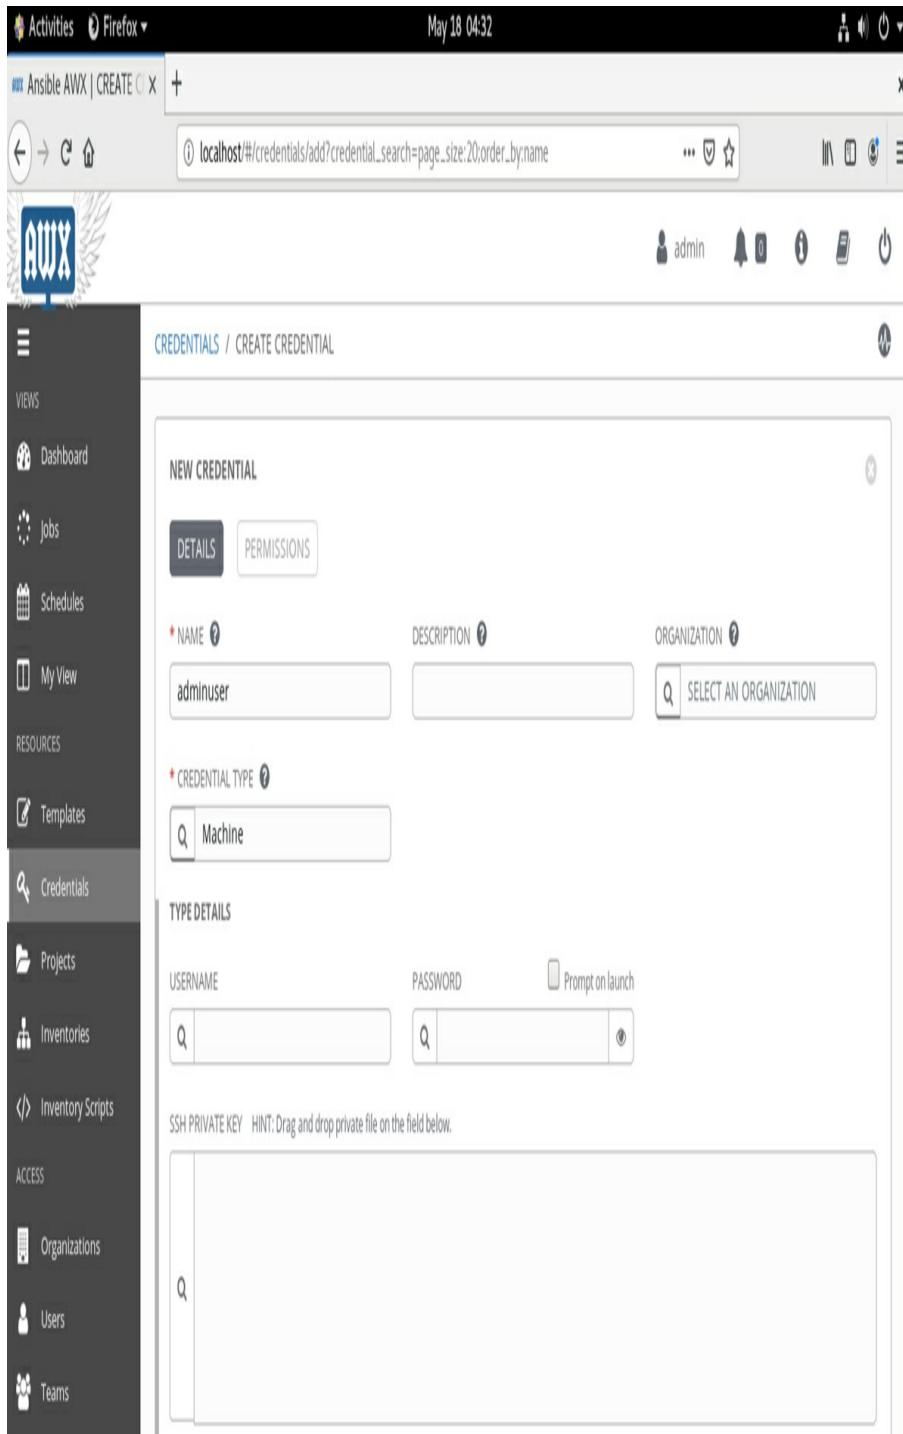 Activities Firefox May 18 04:32
Ansible AWX | CREATE C
localhost/#/credentials/add?credential_search=page_size:20;order_by:name
AWX
admin 0
CREDENTIALS / CREATE CREDENTIAL
VIEWS
Dashboard
Jobs
Schedules
My View
RESOURCES
Templates
Credentials
Projects
Inventories
Inventory Scripts
ACCESS
Organizations
Users
Teams
NEW CREDENTIAL
DETAILS PERMISSIONS
* NAME DESCRIPTION ORGANIZATION
adminuser SELECT AN ORGANIZATION
* CREDENTIAL TYPE
Machine
TYPE DETAILS
USERNAME PASSWORD Prompt on launch
SSH PRIVATE KEY HINT: Drag and drop private file on the field below.